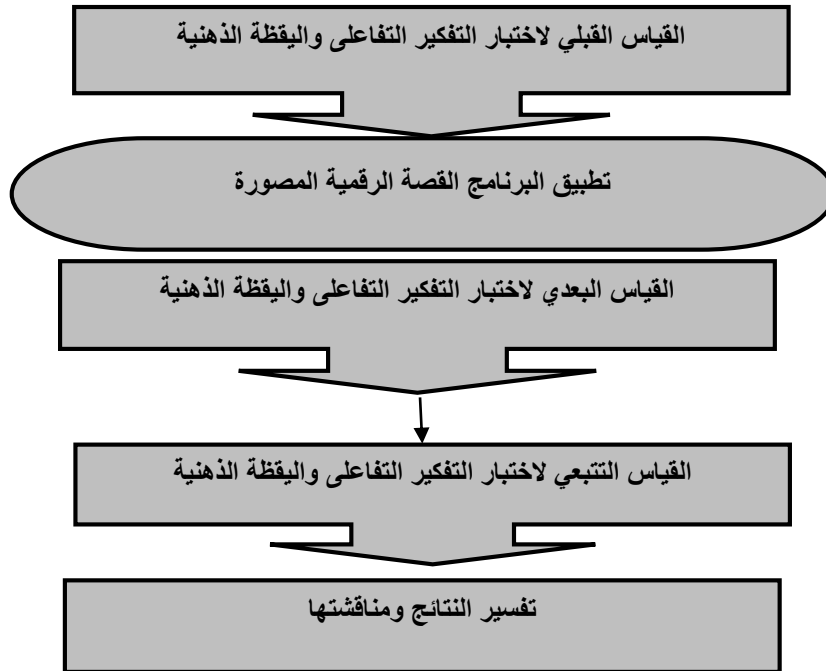 القياس القبلي لاختبار التفكير التفاعلى واليقظة الذهنية
تطبيق البرنامج القصة الرقمية المصورة
القياس البعدي لاختبار التفكير التفاعلى واليقظة الذهنية
القياس التتبعي لاختبار التفكير التفاعلى واليقظة الذهنية
تفسير النتائج ومناقشتها